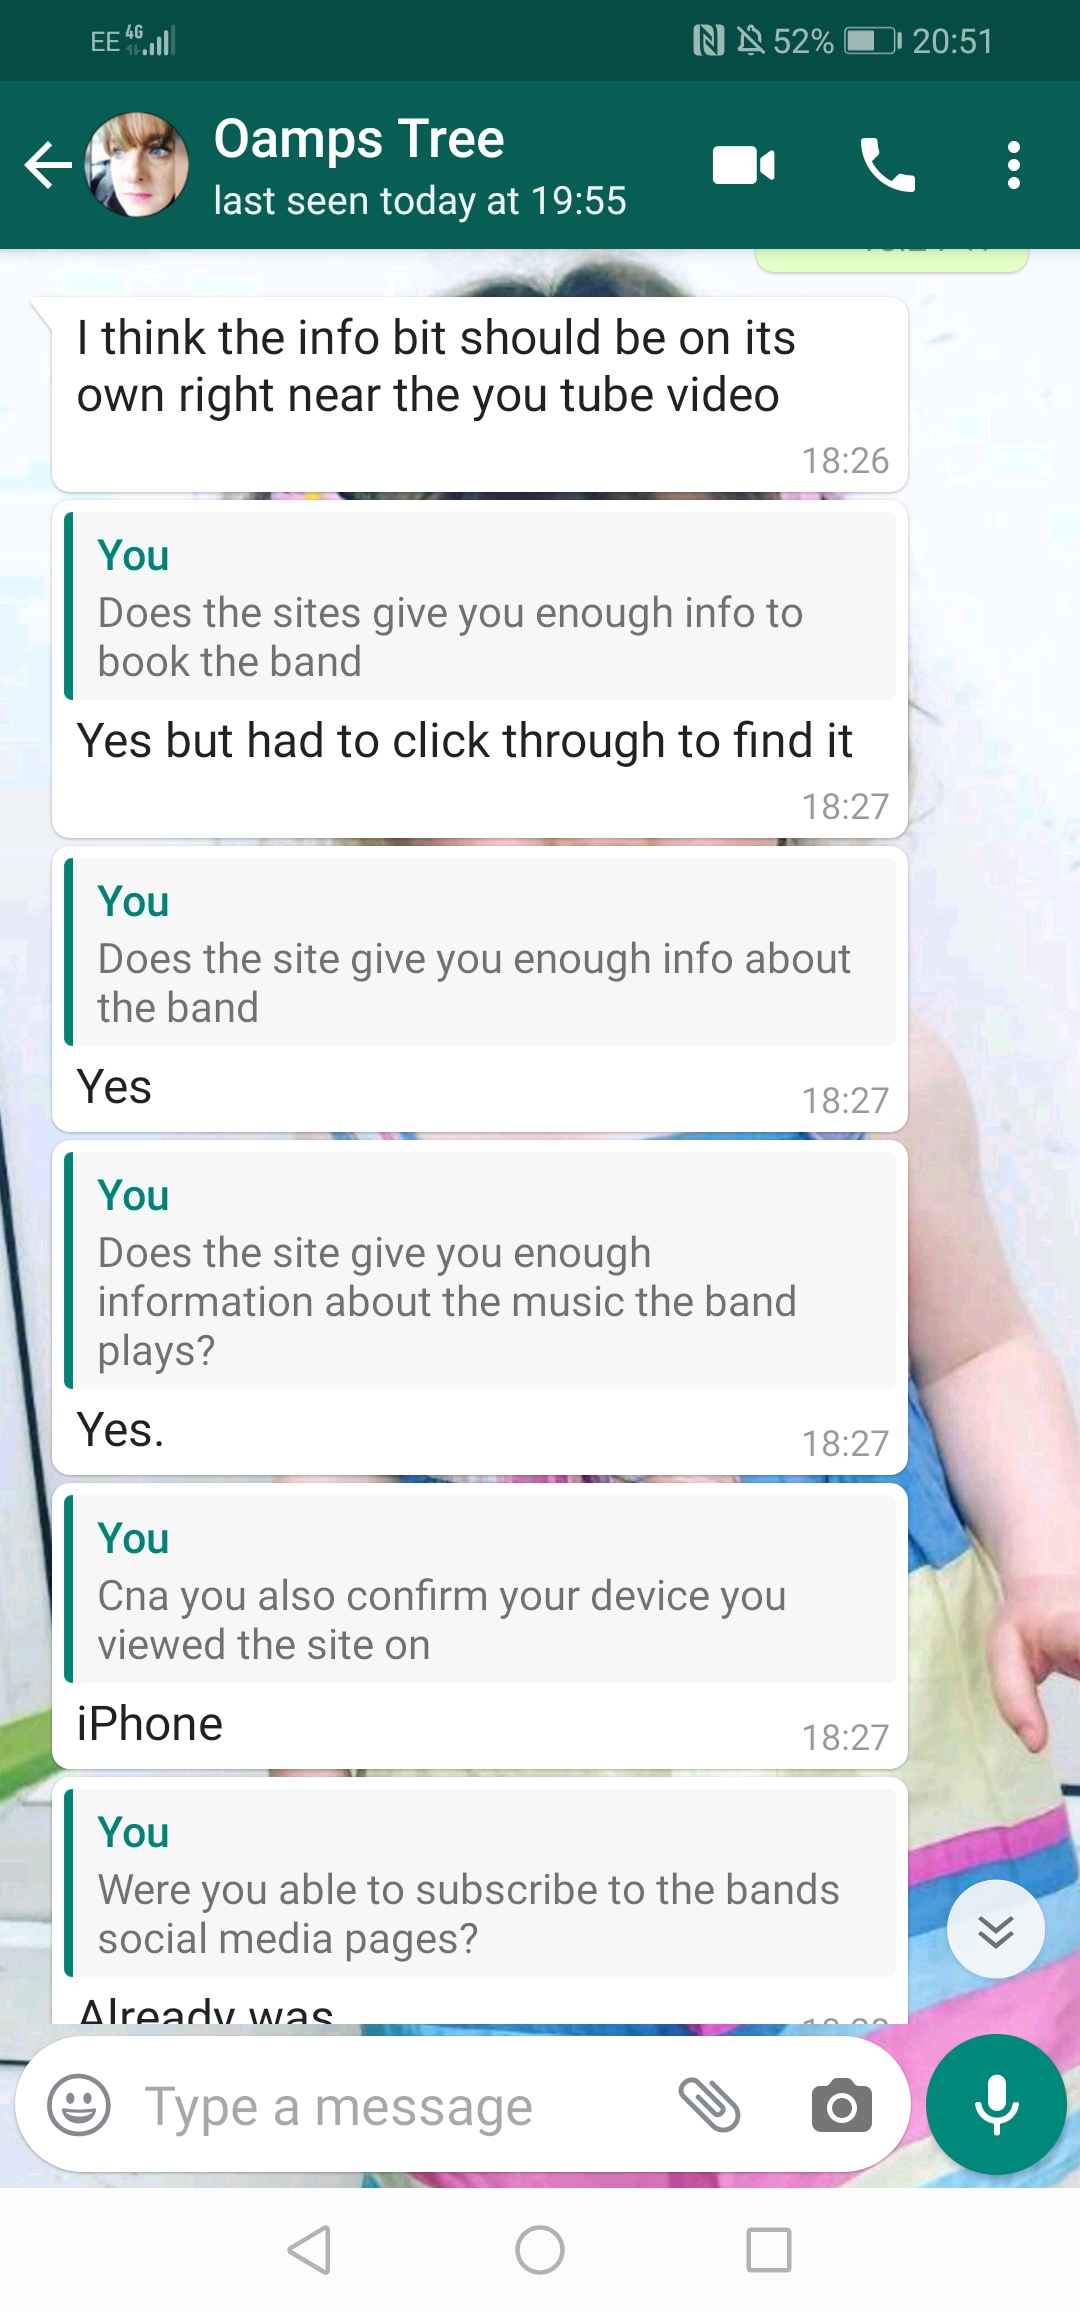 EE 4G 52% 20:51
Oamps Tree
last seen today at 19:55
I think the info bit should be on its
own right near the you tube video
18:26
You
Does the sites give you enough info to
book the band
Yes but had to click through to find it
18:27
You
Does the site give you enough info about
the band
Yes
18:27
You
Does the site give you enough
information about the music the band
plays?
Yes.
18:27
You
Cna you also confirm your device you
viewed the site on
iPhone
18:27
You
Were you able to subscribe to the bands
social media pages?
Already was
Type a message